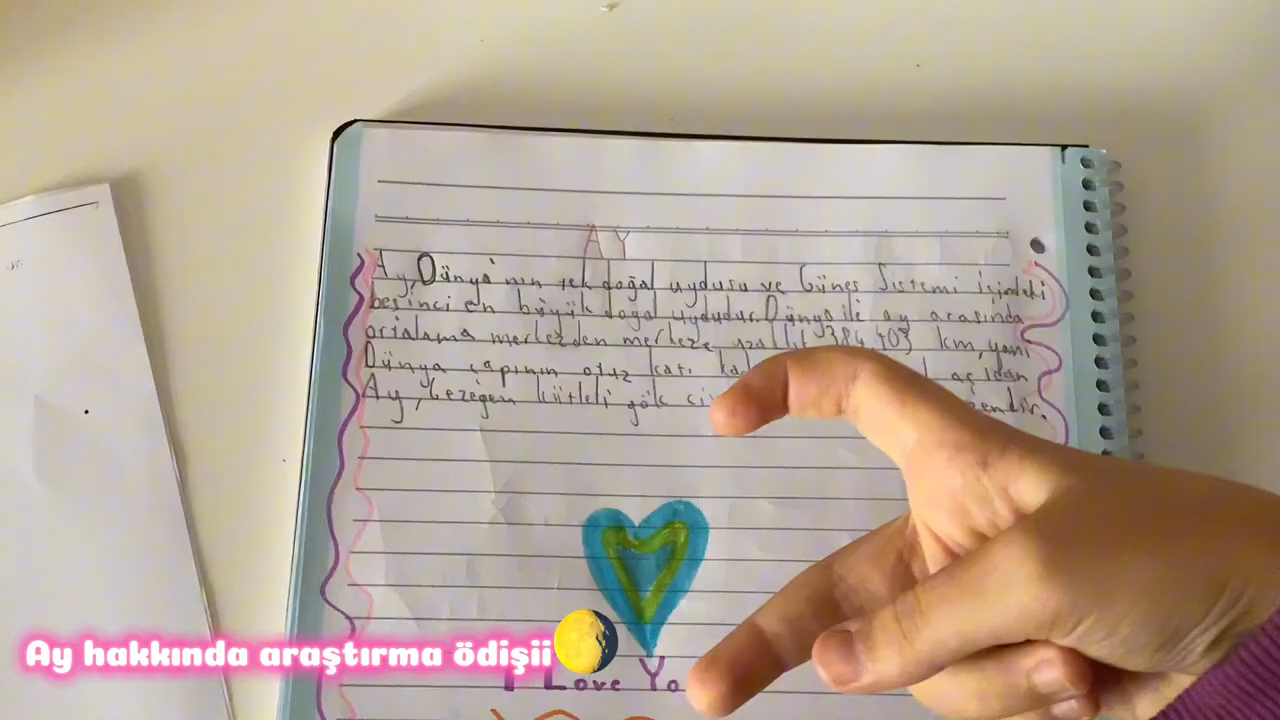 AY
Ay, Dünya'nın tek doğal uydusu ve Güneş Sistemi içindeki
beşinci en büyük doğal uydudur. Dünya ile ay arasında
ortalama merkezden merkeze uzaklık 384.403 km, yani
Dünya çapının otuz katı açıdan
Ay, Gezegen kütleli gök
I Love Yo
Ay hakkında araştırma ödişii